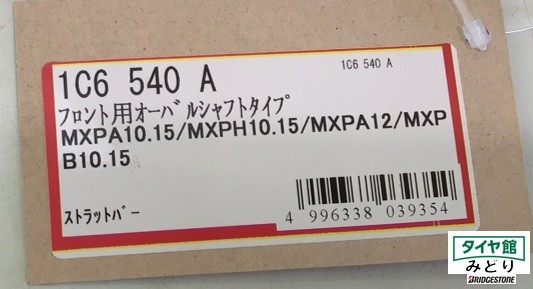 1C6 540 A
1C6 540 A
フロント用オーバルシャフトタイプ
MXPA10.15/MXPH10.15/MXPA12/MXP
B10.15
ストラットバー
4 996338 039354
タイヤ館
みどり
BRIDGESTONE